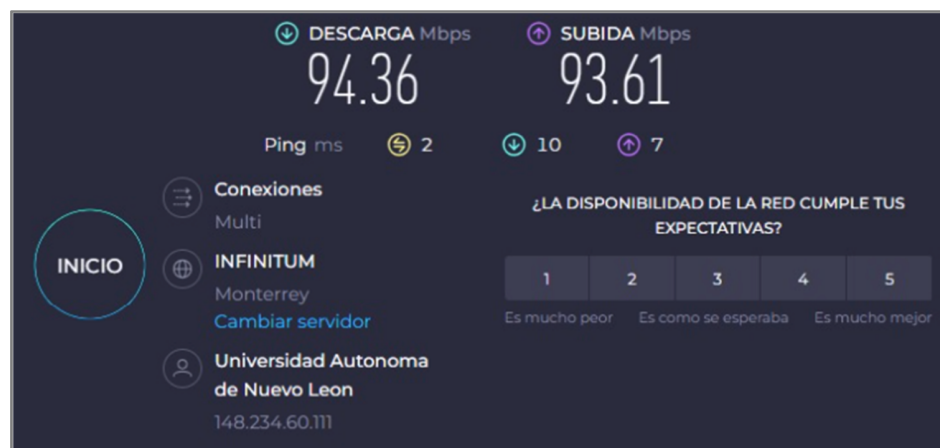 DESCARGA Mbps
94.36
SUBIDA Mbps
93.61
Ping ms 2 10 7
INICIO
Conexiones
Multi
INFINITUM
Monterrey
Cambiar servidor
Universidad Autonoma
de Nuevo Leon
148.234.60.111
¿LA DISPONIBILIDAD DE LA RED CUMPLE TUS
EXPECTATIVAS?
1 2 3 4 5
Es mucho peor Es como se esperaba Es mucho mejor